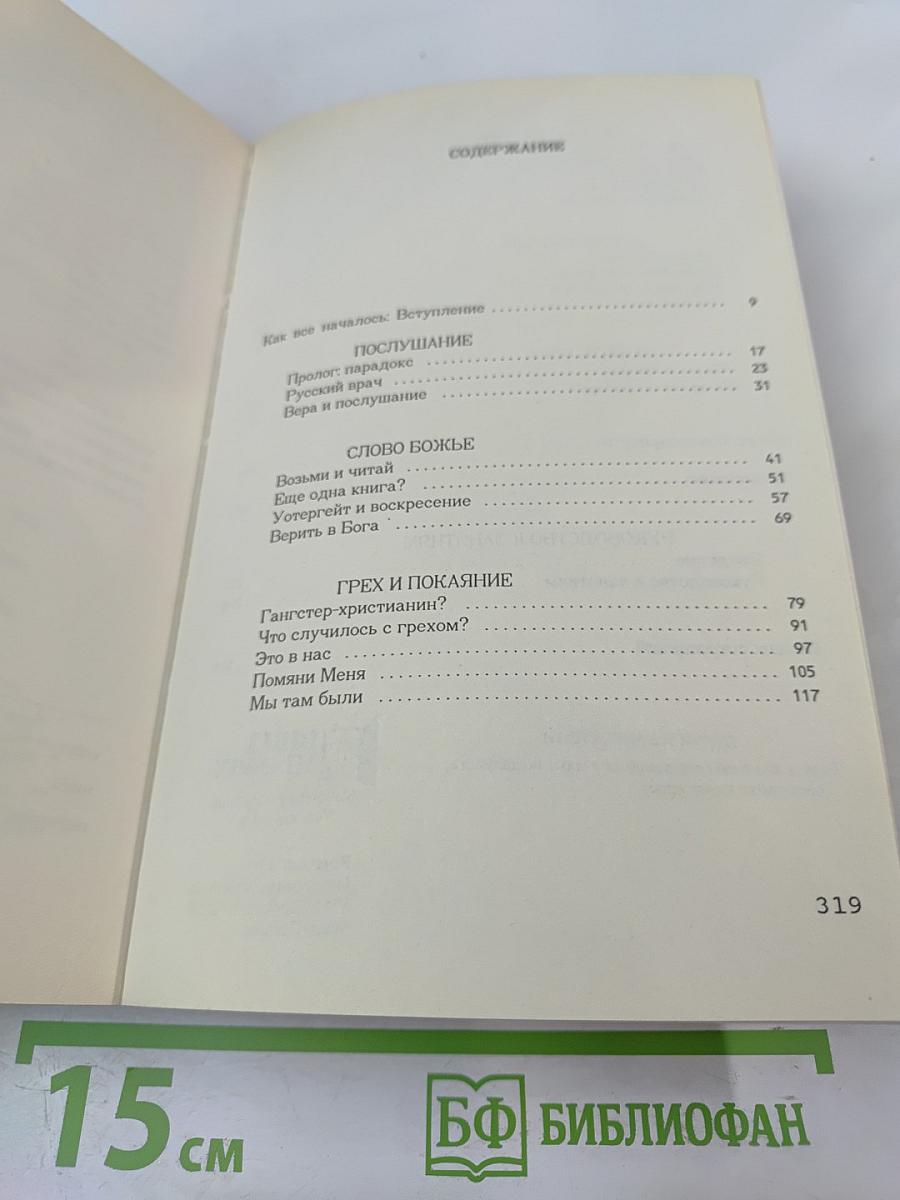 СОДЕРЖАНИЕ
Как все началось: Вступление ........ 9
ПОСЛУШАНИЕ
Пролог: парадокс ........ 17
Русский врач ........ 23
Вера и послушание ........ 31
СЛОВО БОЖЬЕ
Возьми и читай ........ 41
Еще одна книга? ........ 51
Уотергейт и воскресение ........ 57
Верить в Бога ........ 69
ГРЕХ И ПОКАЯНИЕ
Гангстер-христианин? ........ 79
Что случилось с грехом? ........ 91
Это в нас ........ 97
Помяни Меня ........ 105
Мы там были ........ 117
319
15 см
БФ БИБЛИОФАН